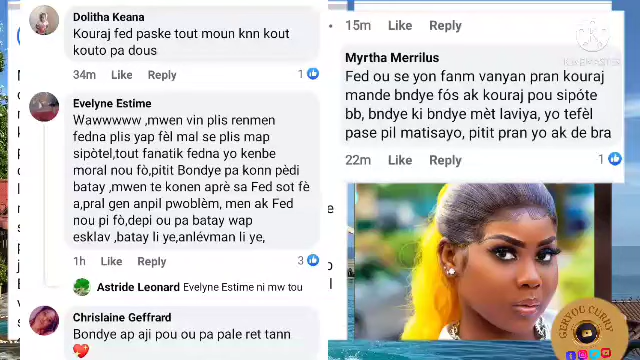 Dolitha Keana
Kouraj fed paske tout moun knn kout
kouto pa dous
34m Like Reply 1
Evelyne Estime
Wawwwww ,mwen vin plis renmen
fedna plis yap fèl mal se plis map
sipòtel,tout fanatik fedna yo kenbe
moral nou fò,pitit Bondye pa konn pèdi
batay ,mwen te konen aprè sa Fed sot fè
a,pral gen anpil pwoblèm, men ak Fed
nou pi fò,depi ou pa batay wap
esklav ,batay li ye,anlévman li ye,
1h Like Reply 3
Astride Leonard Evelyne Estime ni mw tou
Chrislaine Geffrard
Bondye ap aji pou ou pa pale ret tann
15m Like Reply
Myrtha Merrilus
Fed ou se yon fanm vanyan pran kouraj
mande bndye fós ak kouraj pou sipóte
bb, bndye ki bndye mèt laviya, yo tefèl
pase pil matisayo, pitit pran yo ak de bra
22m Like Reply 1
KINEMASTER
GERYOU CURRY